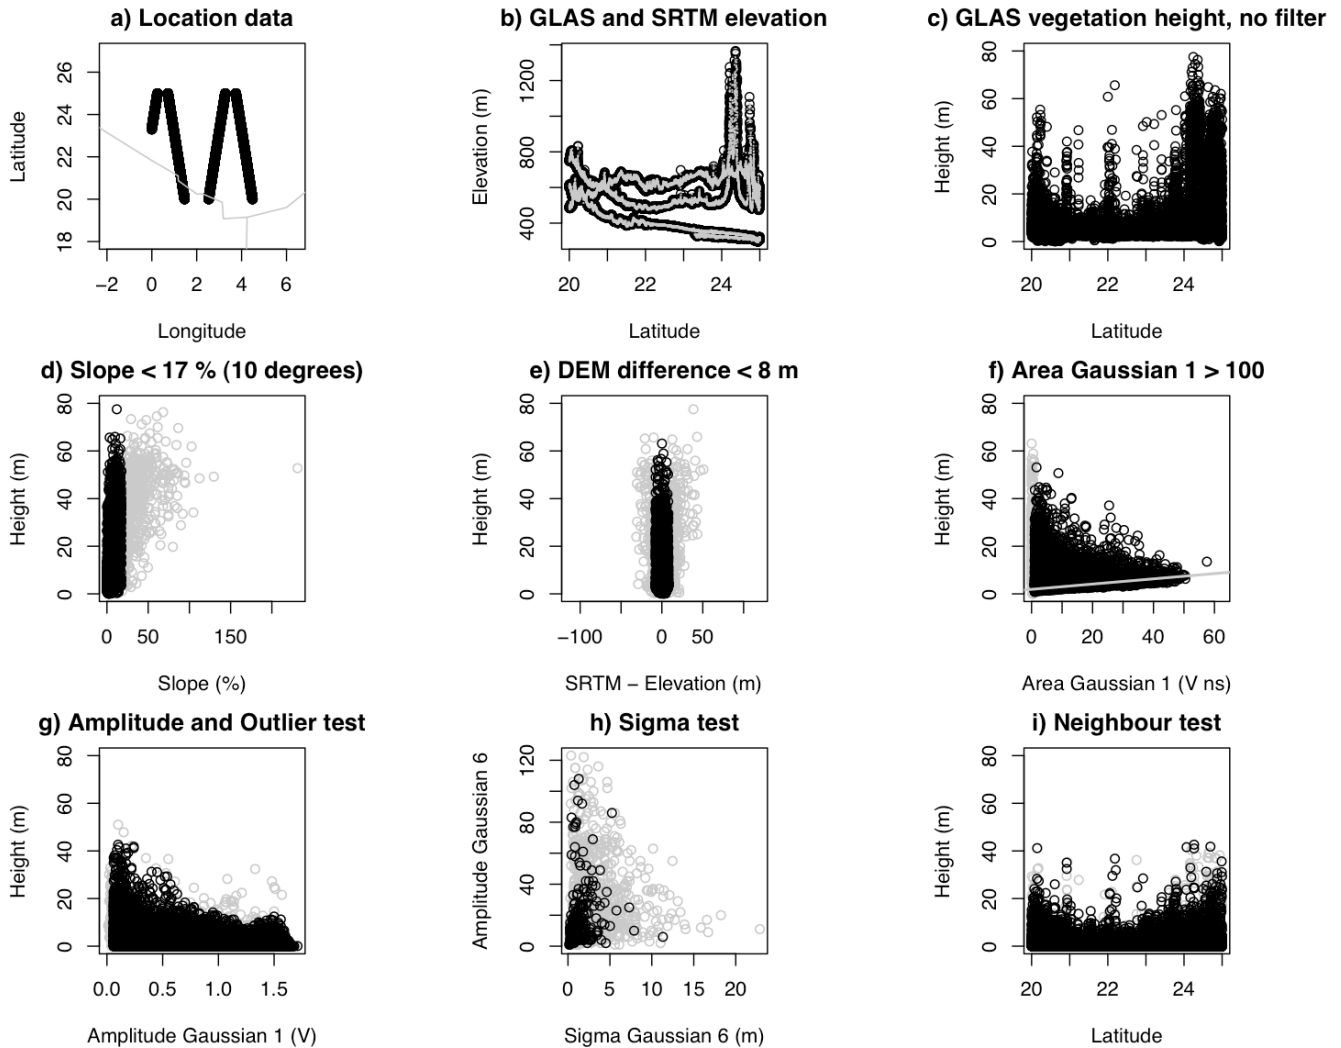 a) Location data
b) GLAS and SRTM elevation
c) GLAS vegetation height, no filter
Latitude
18 20 22 24 26
−2 0 2 4 6
Longitude
Elevation (m)
400 800 1200
20 22 24
Latitude
Height (m)
0 20 40 60 80
20 22 24
Latitude
d) Slope < 17 % (10 degrees)
e) DEM difference < 8 m
f) Area Gaussian 1 > 100
Height (m)
0 20 40 60 80
0 50 150
Slope (%)
Height (m)
0 20 40 60 80
−100 0 50
SRTM − Elevation (m)
Height (m)
0 20 40 60 80
0 20 40 60
Area Gaussian 1 (V ns)
g) Amplitude and Outlier test
h) Sigma test
i) Neighbour test
Height (m)
0 20 40 60 80
0.0 0.5 1.0 1.5
Amplitude Gaussian 1 (V)
Amplitude Gaussian 6
0 40 80 120
0 5 10 15 20
Sigma Gaussian 6 (m)
Height (m)
0 20 40 60 80
20 22 24
Latitude